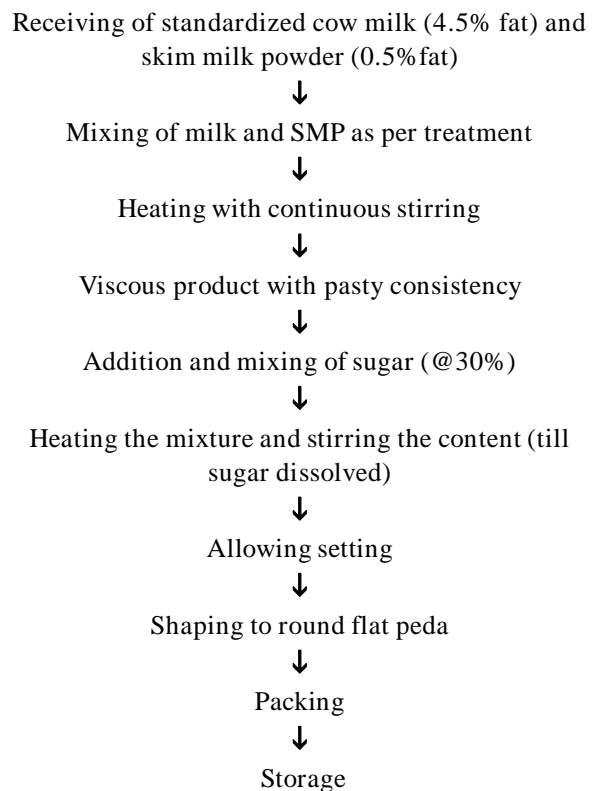 Receiving of standardized cow milk (4.5% fat) and
skim milk powder (0.5%fat)
↓
Mixing of milk and SMP as per treatment
↓
Heating with continuous stirring
↓
Viscous product with pasty consistency
↓
Addition and mixing of sugar (@30%)
↓
Heating the mixture and stirring the content (till
sugar dissolved)
↓
Allowing setting
↓
Shaping to round flat peda
↓
Packing
↓
Storage